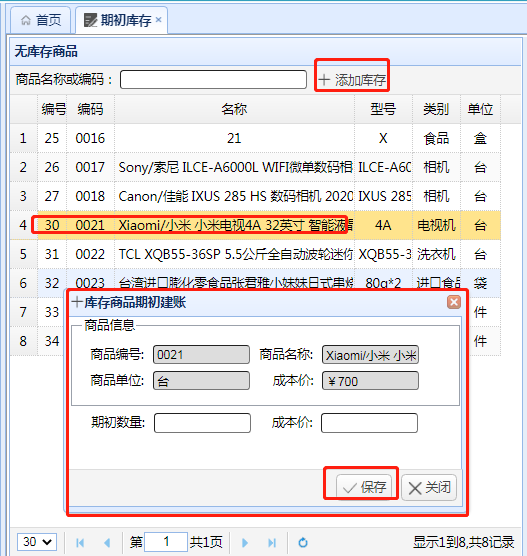 首页 期初库存
无库存商品
商品名称或编码： 添加库存
编号 编码 名称 型号 类别 单位
1 25 0016 21 X 食品 盒
2 26 0017 Sony/索尼 ILCE-A6000L WIFI微单数码相 ILCE-A6000 相机 台
3 27 0018 Canon/佳能 IXUS 285 HS 数码相机 2020 IXUS 285 相机 台
4 30 0021 Xiaomi/小米 小米电视4A 32英寸 智能液晶 4A 电视机 台
5 31 0022 TCL XQB55-36SP 5.5公斤全自动波轮迷你 XQB55-3 洗衣机 台
6 32 0023 台湾进口膨化零食品张君雅小妹妹日式串烧 80g*2 进口食品 袋
7 33 件
8 34 件
库存商品期初建账
商品信息
商品编号: 0021 商品名称: Xiaomi/小米 小米
商品单位: 台 成本价: ¥700
期初数量: 成本价:
保存 关闭
30 第 1 共1页 显示1到8,共8记录